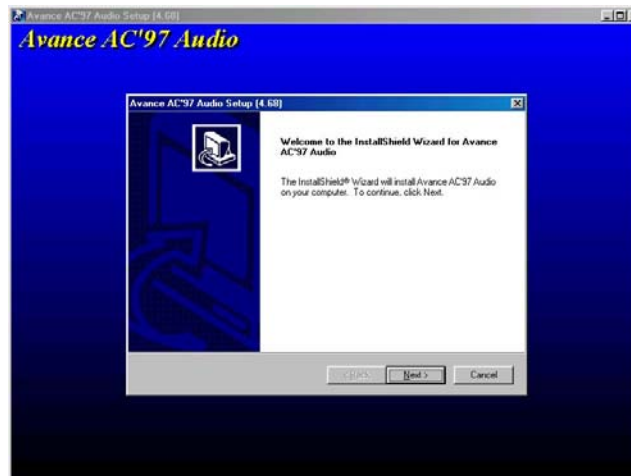 Avance AC'97 Audio Setup [4.68]
Avance AC'97 Audio
Avance AC'97 Audio Setup [4.68]
Welcome to the InstallShield Wizard for Avance
AC'97 Audio
The InstallShield® Wizard will install Avance AC'97 Audio
on your computer. To continue, click Next.
< Back
Next >
Cancel